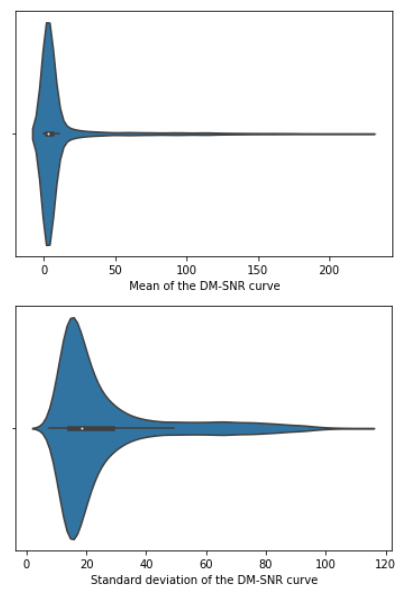 0 50 100 150 200
Mean of the DM-SNR curve
0 20 40 60 80 100 120
Standard deviation of the DM-SNR curve